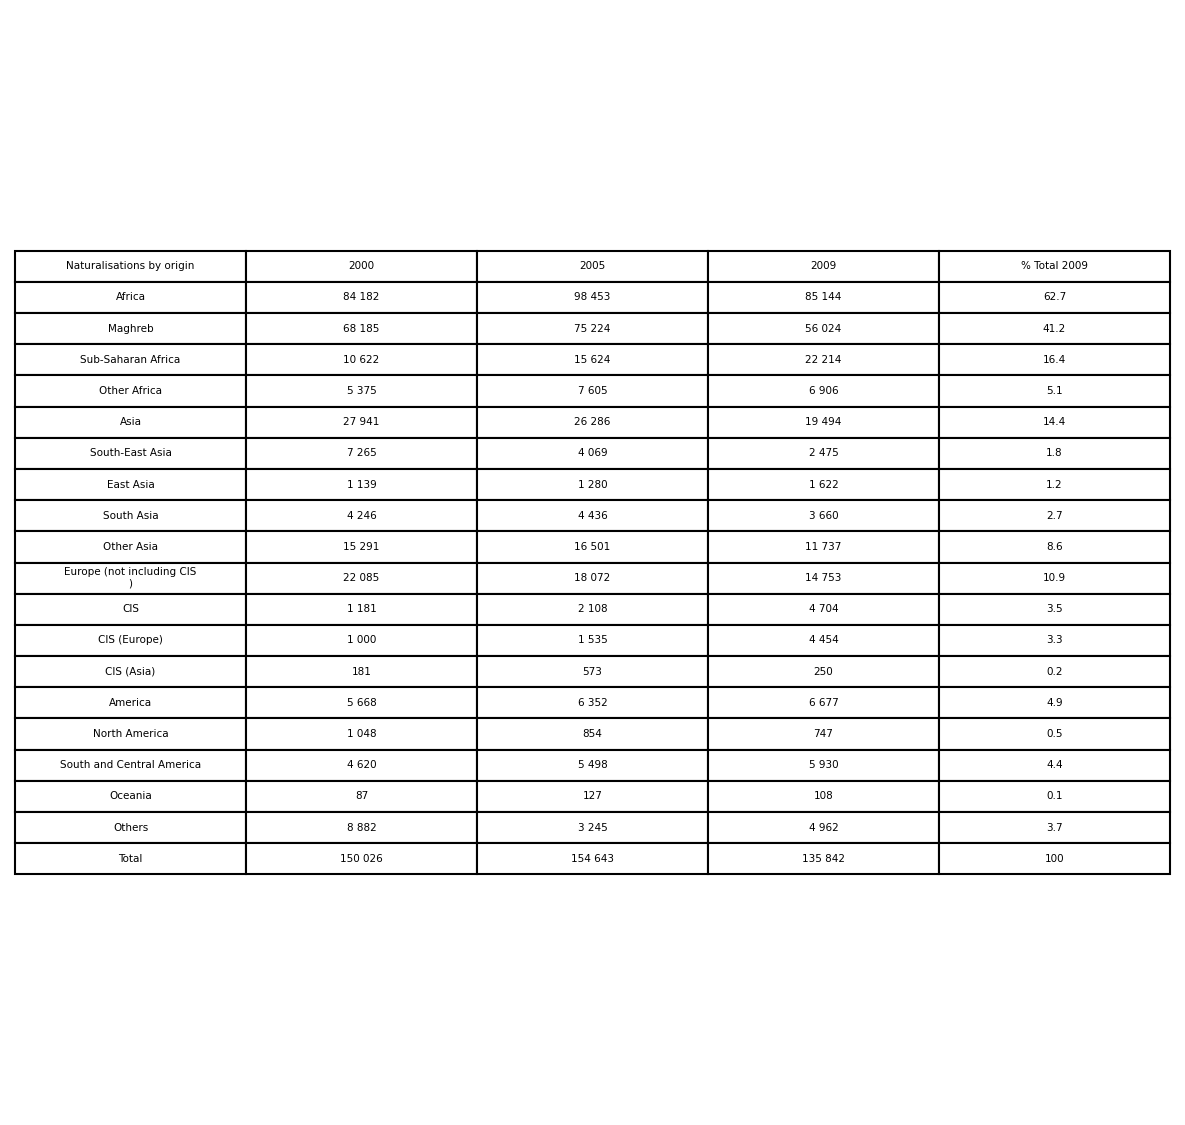 Naturalisations by origin 2000 2005 2009 % Total 2009
Africa 84 182 98 453 85 144 62.7
Maghreb 68 185 75 224 56 024 41.2
Sub-Saharan Africa 10 622 15 624 22 214 16.4
Other Africa 5 375 7 605 6 906 5.1
Asia 27 941 26 286 19 494 14.4
South-East Asia 7 265 4 069 2 475 1.8
East Asia 1 139 1 280 1 622 1.2
South Asia 4 246 4 436 3 660 2.7
Other Asia 15 291 16 501 11 737 8.6
Europe (not including CIS
) 22 085 18 072 14 753 10.9
CIS 1 181 2 108 4 704 3.5
CIS (Europe) 1 000 1 535 4 454 3.3
CIS (Asia) 181 573 250 0.2
America 5 668 6 352 6 677 4.9
North America 1 048 854 747 0.5
South and Central America 4 620 5 498 5 930 4.4
Oceania 87 127 108 0.1
Others 8 882 3 245 4 962 3.7
Total 150 026 154 643 135 842 100